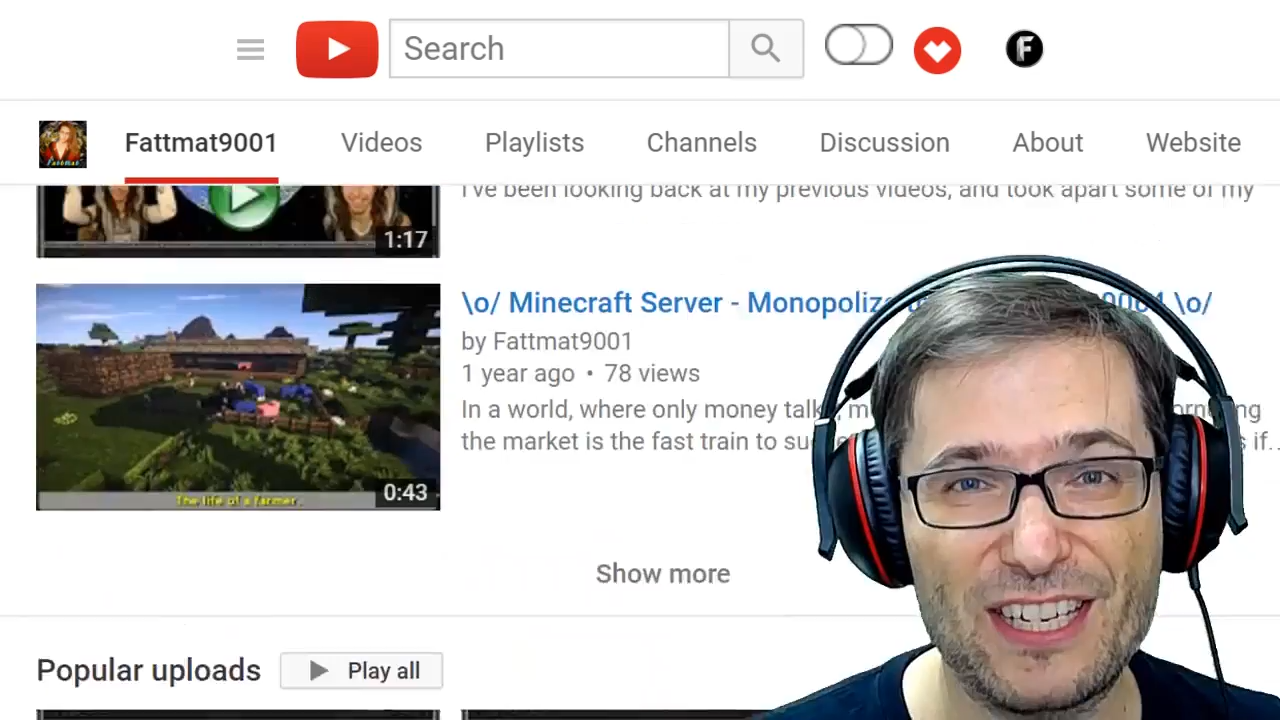 Search
F
Fattmat9001
Videos
Playlists
Channels
Discussion
About
Website
I've been looking back at my previous videos, and took apart some of my
1:17
\o/ Minecraft Server - Monopoliz \o/
by Fattmat9001
1 year ago • 78 views
In a world, where only money talk
the market is the fast train to su if...
The life of a farmer.
0:43
Show more
Popular uploads
Play all